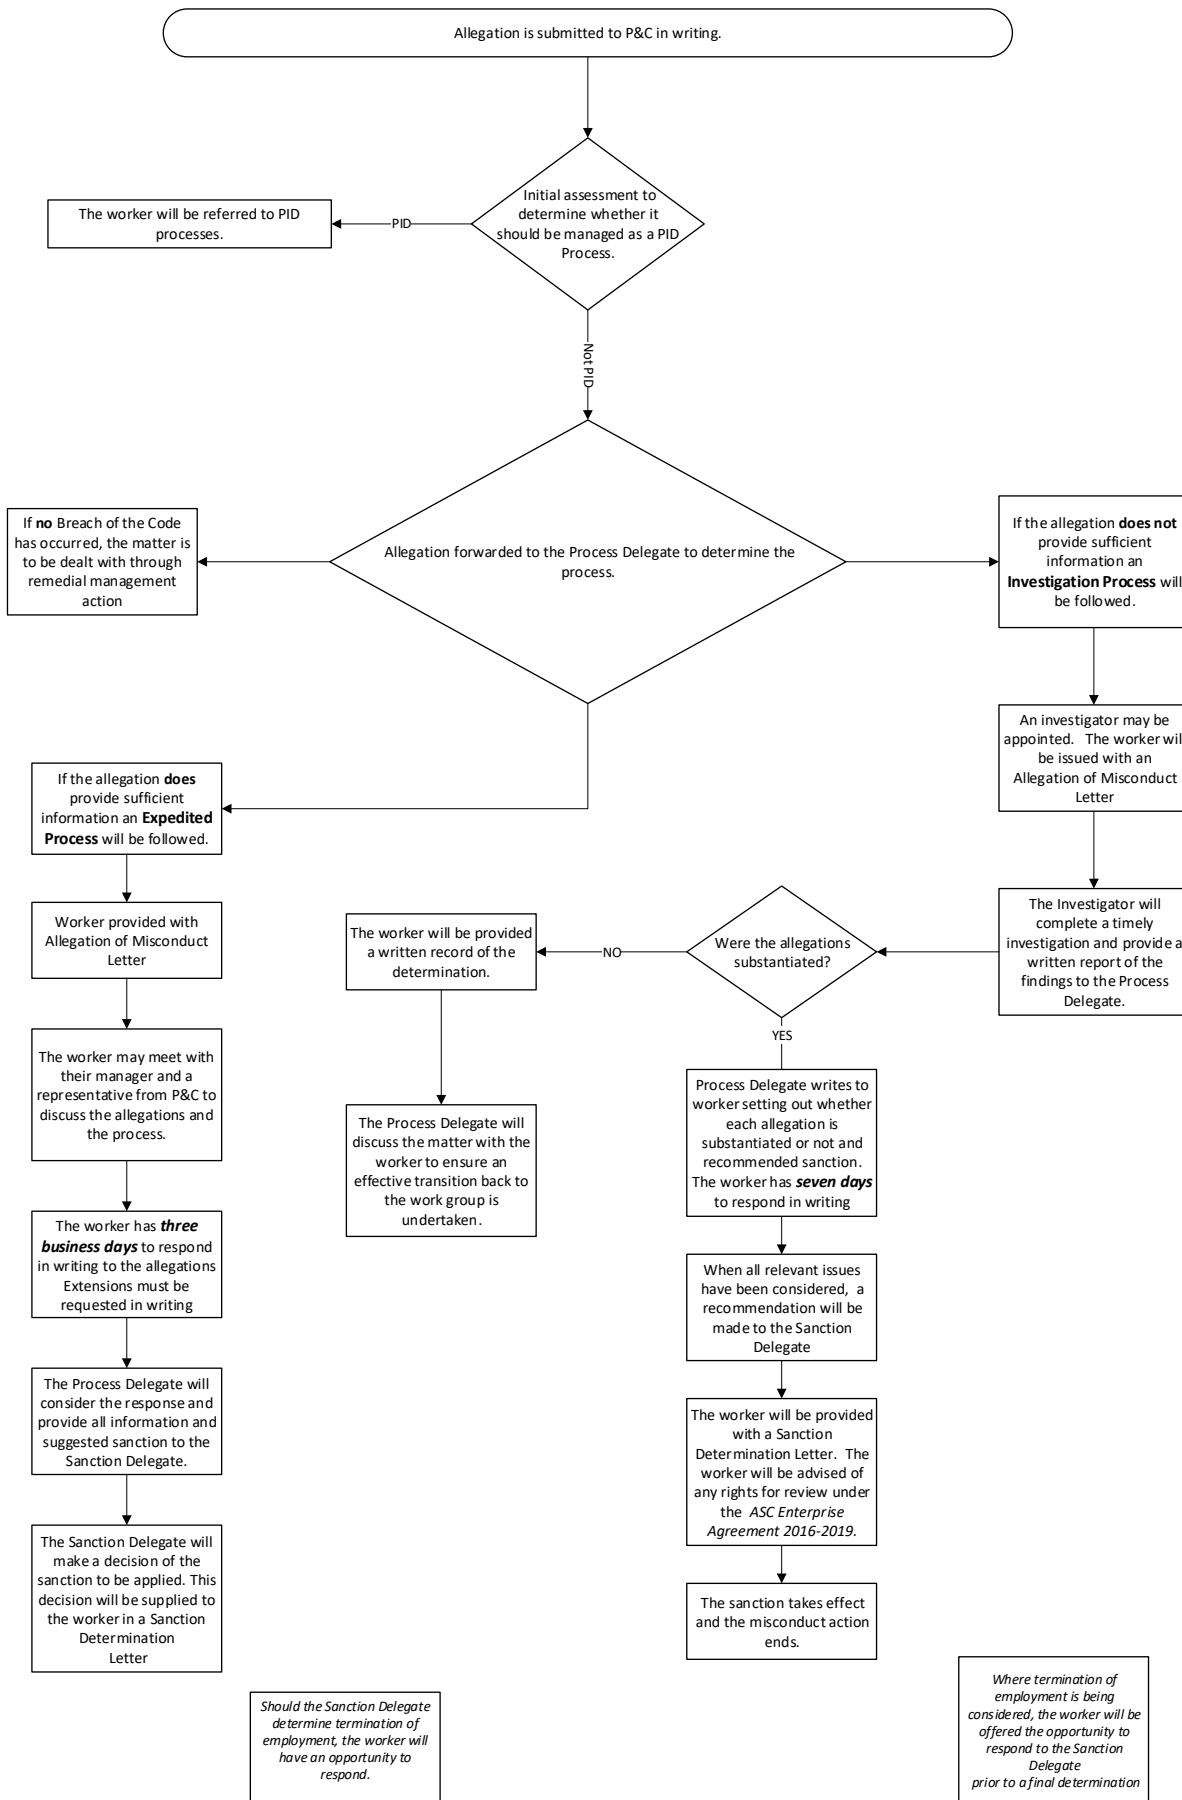 Allegation is submitted to P&C in writing.
Initial assessment to
determine whether it
should be managed as a PID
Process.
PID
The worker will be referred to PID
processes.
Not PID
Allegation forwarded to the Process Delegate to determine the
process.
If no Breach of the Code
has occurred, the matter is
to be dealt with through
remedial management
action
If the allegation does not
provide sufficient
information an
Investigation Process will
be followed.
An investigator may be
appointed.   The worker will
be issued with an
Allegation of Misconduct
Letter
The Investigator will
complete a timely
investigation and provide a
written report of the
findings to the Process
Delegate.
Were the allegations
substantiated?
NO
The worker will be provided
a written record of the
determination.
The Process Delegate will
discuss the matter with the
worker to ensure an
effective transition back to
the work group is
undertaken.
YES
Process Delegate writes to
worker setting out whether
each allegation is
substantiated or not and
recommended sanction.
The worker has seven days
to respond in writing
When all relevant issues
have been considered,  a
recommendation will be
made to the Sanction
Delegate
The worker will be provided
with a Sanction
Determination Letter.  The
worker will be advised of
any rights for review under
the  ASC Enterprise
Agreement 2016-2019.
The sanction takes effect
and the misconduct action
ends.
If the allegation does
provide sufficient
information an Expedited
Process will be followed.
Worker provided with
Allegation of Misconduct
Letter
The worker may meet with
their manager and a
representative from P&C to
discuss the allegations and
the process.
The worker has three
business days to respond
in writing to the allegations
Extensions must be
requested in writing
The Process Delegate will
consider the response and
provide all information and
suggested sanction to the
Sanction Delegate.
The Sanction Delegate will
make a decision of the
sanction to be applied. This
decision will be supplied to
the worker in a Sanction
Determination
Letter
Should the Sanction Delegate
determine termination of
employment, the worker will
have an opportunity to
respond.
Where termination of
employment is being
considered, the worker will be
offered the opportunity to
respond to the Sanction
Delegate
prior to a final determination